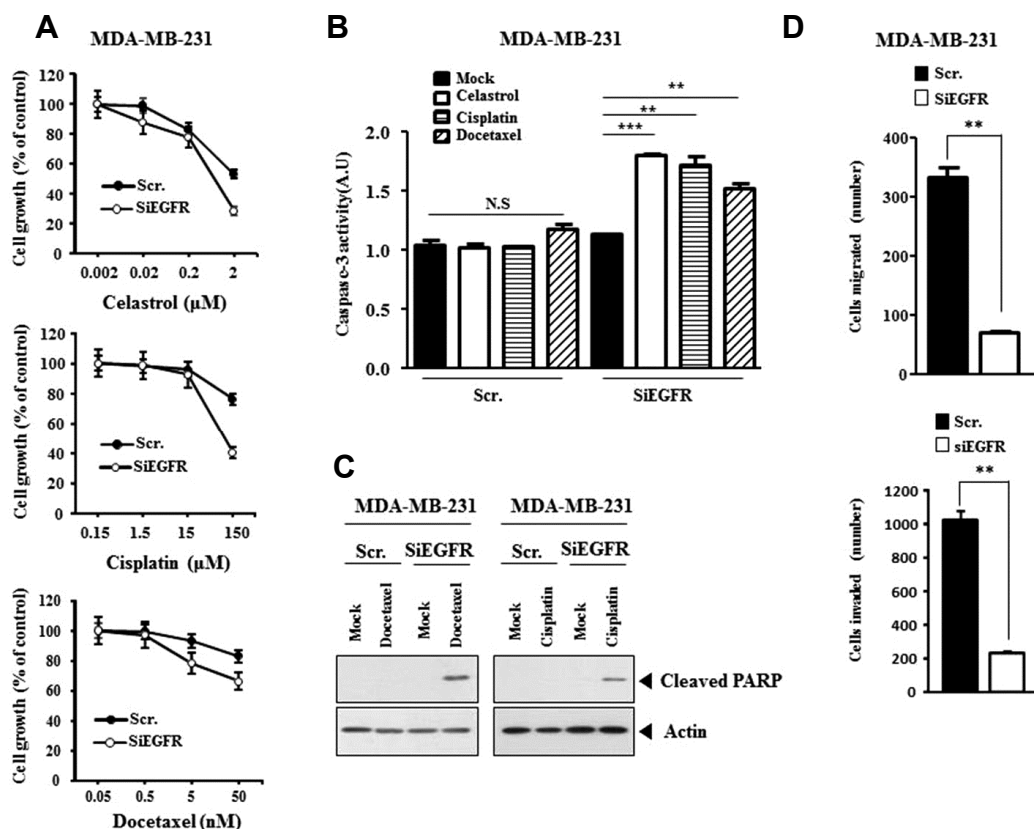 A
MDA-MB-231
120
100
80
60
40
20
0
Cell growth (% of control)
Scr.
SiEGFR
0.002 0.02 0.2 2
Celastrol (µM)
120
100
80
60
40
20
0
Cell growth (% of control)
Scr.
SiEGFR
0.15 1.5 15 150
Cisplatin (µM)
120
100
80
60
40
20
0
Cell growth (% of control)
Scr.
SiEGFR
0.05 0.5 5 50
Docetaxel (nM)
B
MDA-MB-231
Mock
Celastrol
Cisplatin
Docetaxel
**
**
***
N.S
2.0
1.5
1.0
0.5
0.0
Caspase-3 activity(A.U)
Scr. SiEGFR
C
MDA-MB-231 MDA-MB-231
Scr. SiEGFR Scr. SiEGFR
Mock Docetaxel Mock Docetaxel Mock Cisplatin Mock Cisplatin
Cleaved PARP
Actin
D
MDA-MB-231
Scr.
SiEGFR
**
400
300
200
100
0
Cells migrated (number)
Scr.
siEGFR
**
1200
1000
800
600
400
200
0
Cells invaded (number)